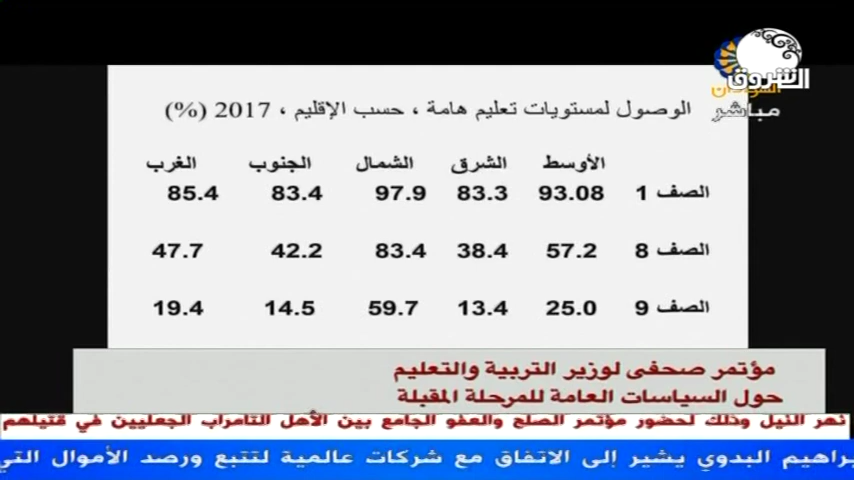 الشروق
السودان
مباشر
الوصول لمستويات تعليم هامة ، حسب الإقليم ، 2017 (%)
الأوسط الشرق الشمال الجنوب الغرب
الصف 1 93.08 83.3 97.9 83.4 85.4
الصف 8 57.2 38.4 83.4 42.2 47.7
الصف 9 25.0 13.4 59.7 14.5 19.4
مؤتمر صحفى لوزير التربية والتعليم
حول السياسات العامة للمرحلة المقبلة
نهر النيل وذلك لحضور مؤتمر الصلح والعفو الجامع بين الأهل التامراب الجعليين في قتيلهم
براهيم البدوي يشير إلى الاتفاق مع شركات عالمية لتتبع ورصد الأموال التي